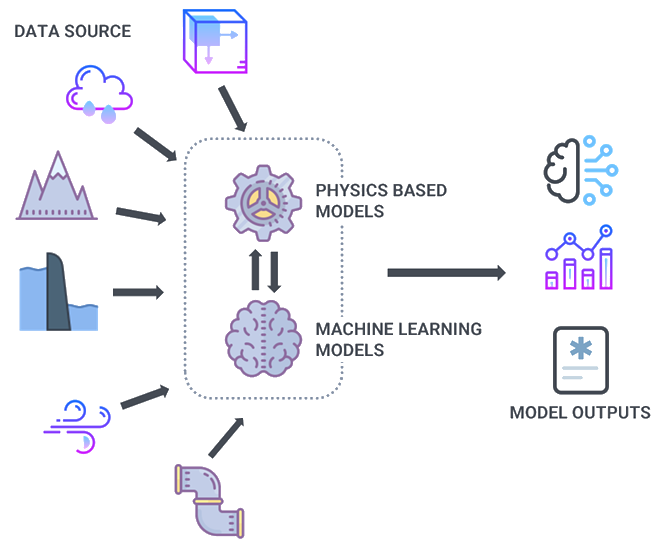 DATA SOURCE
PHYSICS BASED
MODELS
MACHINE LEARNING
MODELS
MODEL OUTPUTS